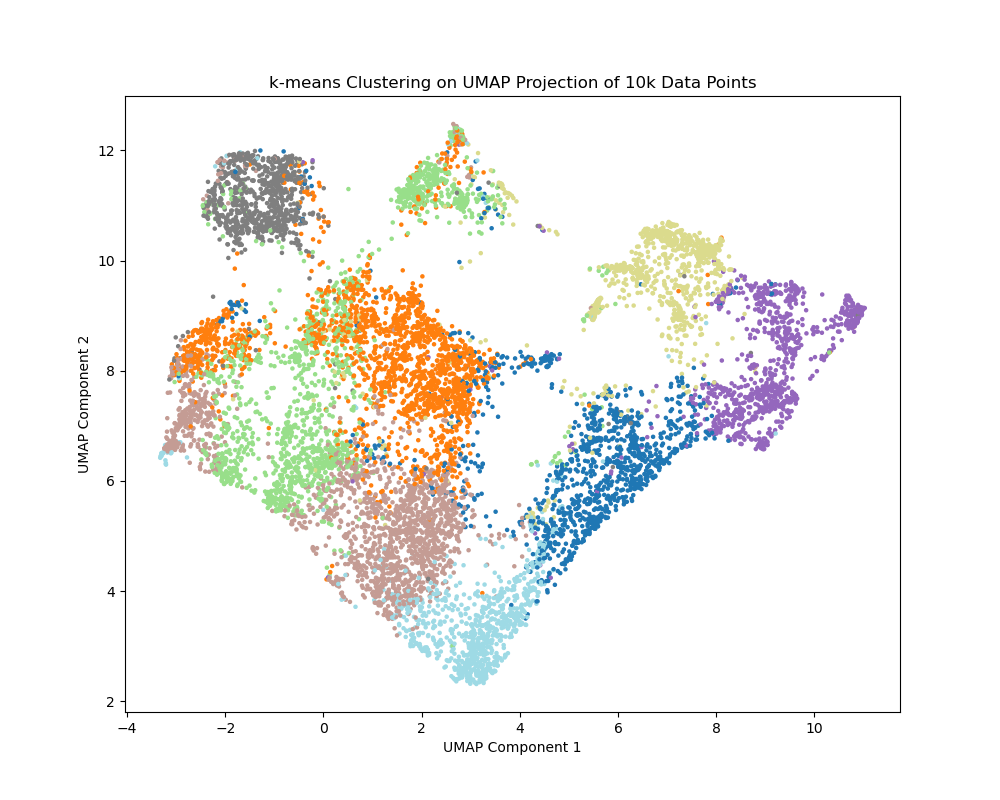 k-means Clustering on UMAP Projection of 10k Data Points
12
10
8
6
4
2
UMAP Component 2
−4 −2 0 2 4 6 8 10
UMAP Component 1